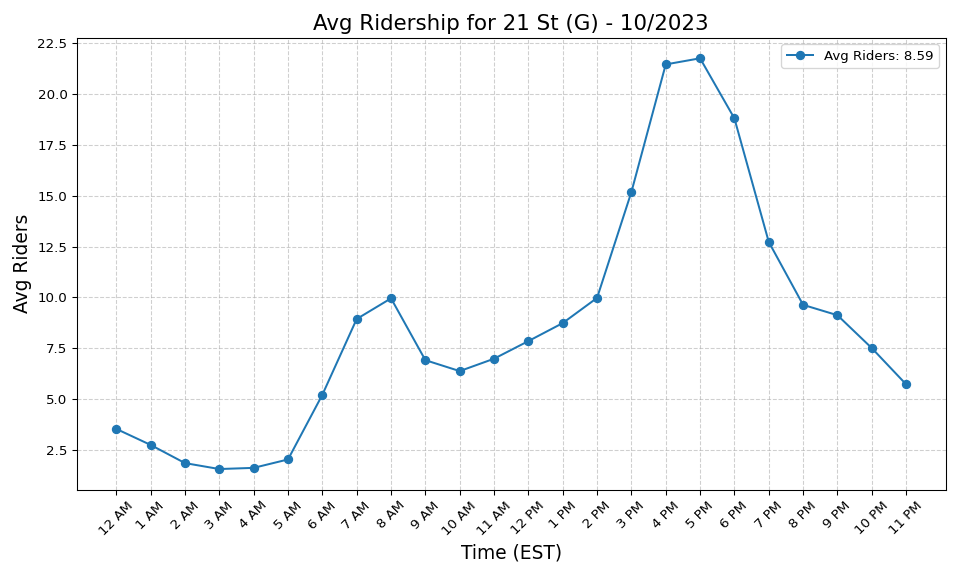 Avg Ridership for 21 St (G) - 10/2023
Avg Riders: 8.59
22.5
20.0
17.5
15.0
12.5
10.0
7.5
5.0
2.5
Avg Riders
12 AM
1 AM
2 AM
3 AM
4 AM
5 AM
6 AM
7 AM
8 AM
9 AM
10 AM
11 AM
12 PM
1 PM
2 PM
3 PM
4 PM
5 PM
6 PM
7 PM
8 PM
9 PM
10 PM
11 PM
Time (EST)